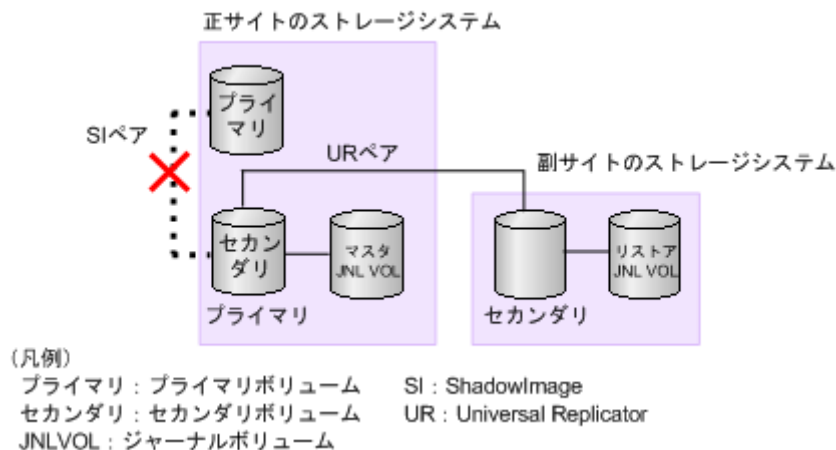 正サイトのストレージシステム
プライ
マリ
SIペア
URペア
副サイトのストレージシステム
セカン
ダリ
マスタ
JNL VOL
リストア
JNL VOL
プライマリ
セカンダリ
(凡例)
プライマリ：プライマリボリューム SI：ShadowImage
セカンダリ：セカンダリボリューム UR：Universal Replicator
JNLVOL：ジャーナルボリューム